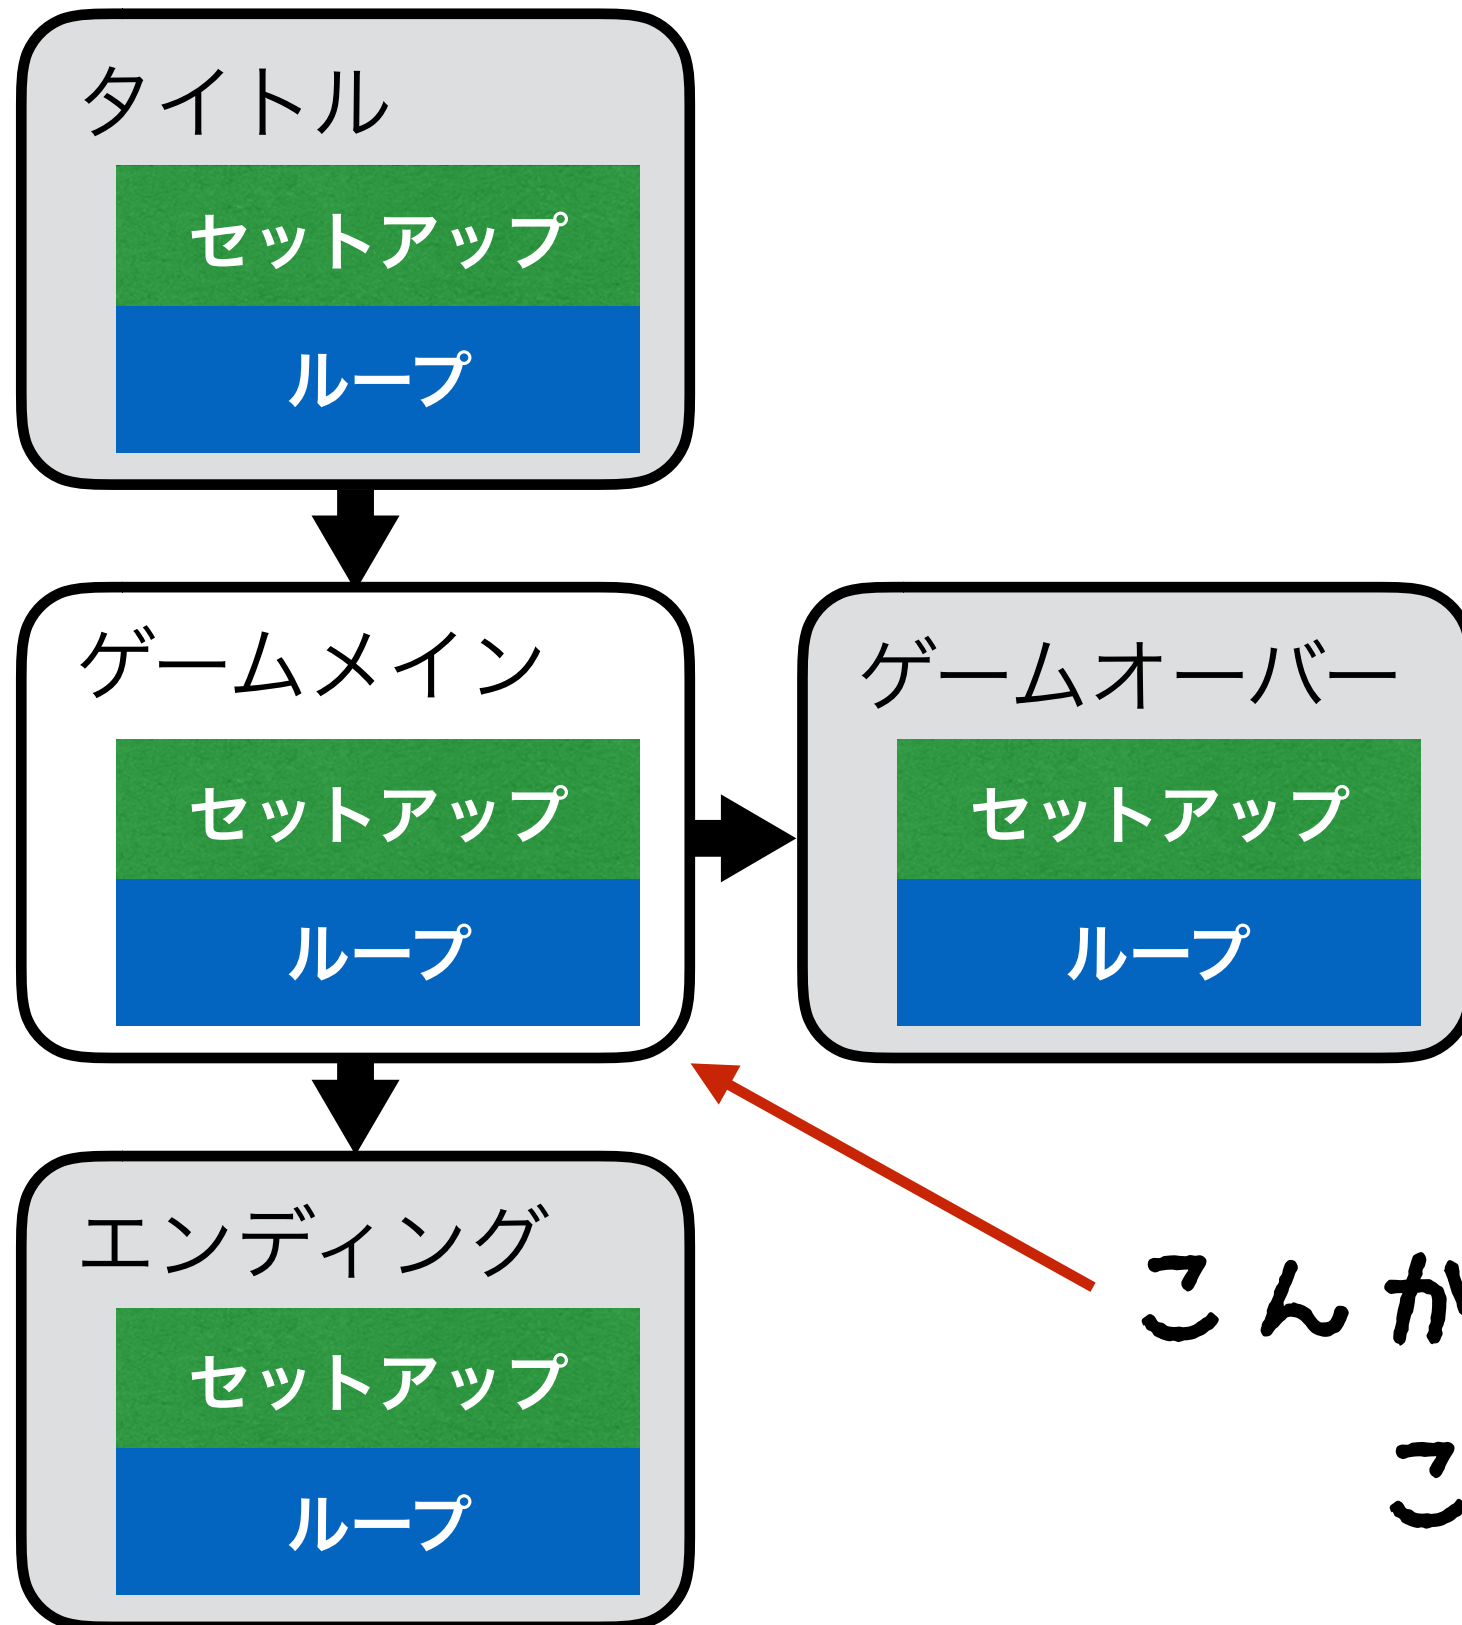 タイトル
セットアップ
ループ
ゲームメイン
セットアップ
ループ
ゲームオーバー
セットアップ
ループ
エンディング
セットアップ
ループ
こんか
こ